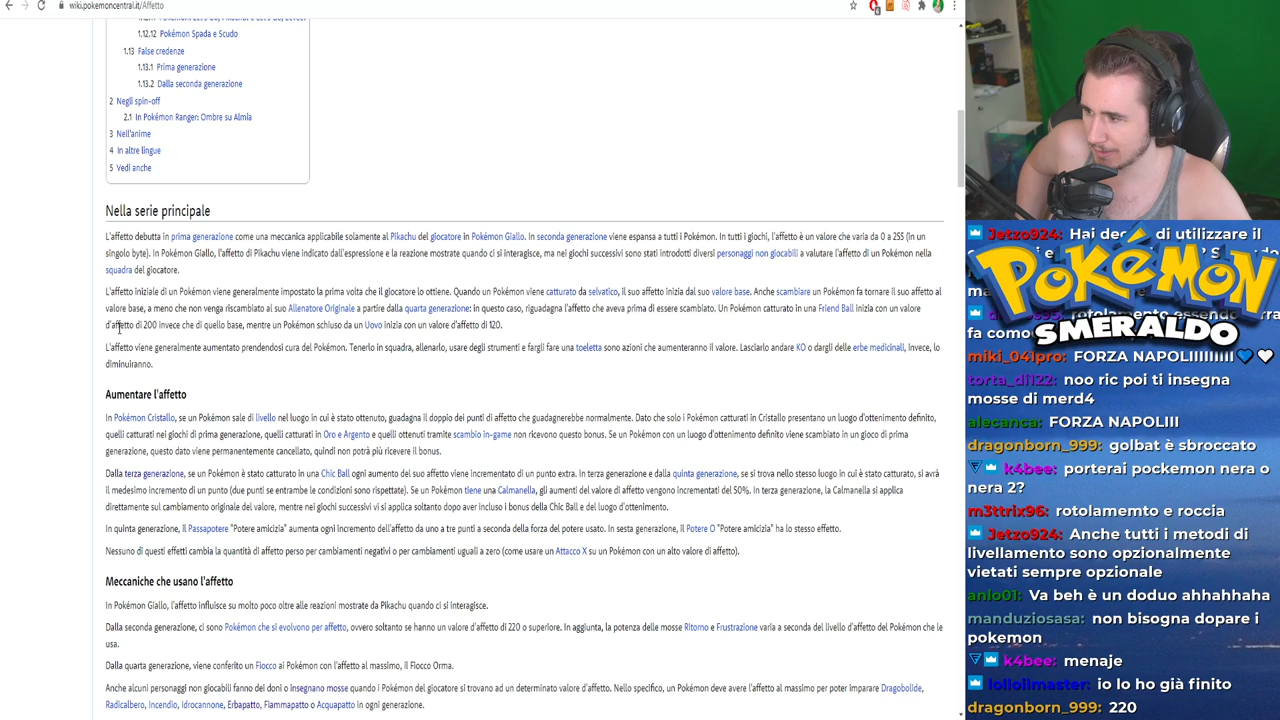 wiki.pokemoncentral.it/Affetto
1.12.12 Pokémon Spada e Scudo
1.13 False credenze
1.13.1 Prima generazione
1.13.2 Dalla seconda generazione
2 Negli spin-off
2.1 In Pokémon Ranger: Ombre su Almia
3 Nell'anime
4 In altre lingue
5 Vedi anche
Nella serie principale
L'affetto debutta in prima generazione come una meccanica applicabile solamente al Pikachu del giocatore in Pokémon Giallo. In seconda generazione viene espansa a tutti i Pokémon. In tutti i giochi, l'affetto è un valore che varia da 0 a 255 (in un
singolo byte). In Pokémon Giallo, l'affetto di Pikachu viene indicato dall'espressione e la reazione mostrate quando ci si interagisce, ma nei giochi successivi sono stati introdotti diversi personaggi non giocabili a valutare l'affetto di un Pokémon nella
squadra del giocatore.
L'affetto iniziale di un Pokémon viene generalmente impostato la prima volta che il giocatore lo ottiene. Quando un Pokémon viene catturato da selvatico, il suo affetto inizia dal suo valore base. Anche scambiare un Pokémon fa tornare il suo affetto al
valore base, a meno che non venga riscambiato al suo Allenatore Originale a partire dalla quarta generazione: in questo caso, riguadagna l'affetto che aveva prima di essere scambiato. Un Pokémon catturato in una Friend Ball inizia con un valore
d'affetto di 200 invece che di quello base, mentre un Pokémon schiuso da un Uovo inizia con un valore d'affetto di 120.
L'affetto viene generalmente aumentato prendendosi cura del Pokémon. Tenerlo in squadra, allenarlo, usare degli strumenti e fargli fare una toeletta sono azioni che aumenteranno il valore. Lasciarlo andare KO o dargli delle erbe medicinali, invece, lo
diminuiranno.
Aumentare l'affetto
In Pokémon Cristallo, se un Pokémon sale di livello nel luogo in cui è stato ottenuto, guadagna il doppio dei punti di affetto che guadagnerebbe normalmente. Dato che solo i Pokémon catturati in Cristallo presentano un luogo d'ottenimento definito,
quelli catturati nei giochi di prima generazione, quelli catturati in Oro e Argento e quelli ottenuti tramite scambio in-game non ricevono questo bonus. Se un Pokémon con un luogo d'ottenimento definito viene scambiato in un gioco di prima
generazione, questo dato viene permanentemente cancellato, quindi non potrà più ricevere il bonus.
Dalla terza generazione, se un Pokémon è stato catturato in una Chic Ball ogni aumento del suo affetto viene incrementato di un punto extra. In terza generazione e dalla quinta generazione, se si trova nello stesso luogo in cui è stato catturato, si avrà
il medesimo incremento di un punto (due punti se entrambe le condizioni sono rispettate). Se un Pokémon tiene una Calmanella, gli aumenti del valore di affetto vengono incrementati del 50%. In terza generazione, la Calmanella si applica
direttamente sul cambiamento originale del valore, mentre nei giochi successivi vi si applica soltanto dopo aver incluso i bonus della Chic Ball e del luogo d'ottenimento.
In quinta generazione, il Passapotere "Potere amicizia" aumenta ogni incremento dell'affetto da uno a tre punti a seconda della forza del potere usato. In sesta generazione, il Potere O "Potere amicizia" ha lo stesso effetto.
Nessuno di questi effetti cambia la quantità di affetto perso per cambiamenti negativi o per cambiamenti uguali a zero (come usare un Attacco X su un Pokémon con un alto valore di affetto).
Meccaniche che usano l'affetto
In Pokémon Giallo, l'affetto influisce su molto poco oltre alle reazioni mostrate da Pikachu quando ci si interagisce.
Dalla seconda generazione, ci sono Pokémon che si evolvono per affetto, ovvero soltanto se hanno un valore d'affetto di 220 o superiore. In aggiunta, la potenza delle mosse Ritorno e Frustrazione varia a seconda del livello d'affetto del Pokémon che le
usa.
Dalla quarta generazione, viene conferito un Fiocco ai Pokémon con l'affetto al massimo, il Fiocco Orma.
Anche alcuni personaggi non giocabili fanno dei doni o insegnano mosse quando i Pokémon del giocatore si trovano ad un determinato valore d'affetto. Nello specifico, un Pokémon deve avere l'affetto al massimo per poter imparare Dragobolide,
Radicalbero, Incendio, Idrocannone, Erbapatto, Fiammapatto o Acquapatto in ogni generazione.
Jetzo924: Hai de di utilizzare il
POKÉMON
SMERALDO
rotolamento essendo
fa com
miki_04lpro: FORZA NAPOLIIIIIIIII
torta_di122: noo ric poi ti insegna
mosse di merd4
alecanca: FORZA NAPOLIII
dragonborn_999: golbat è sbroccato
k4bee: porterai pockemon nera o
nera 2?
m3ttrix96: rotolamemto e roccia
Jetzo924: Anche tutti i metodi di
livellamento sono opzionalmente
vietati sempre opzionali
anlo01: Va beh è un doduo ahhahhaha
manduziosasa: non bisogna dopare i
pokemon
k4bee: menaje
lolloilmaster: io lo ho già finito
dragonborn_999: 220